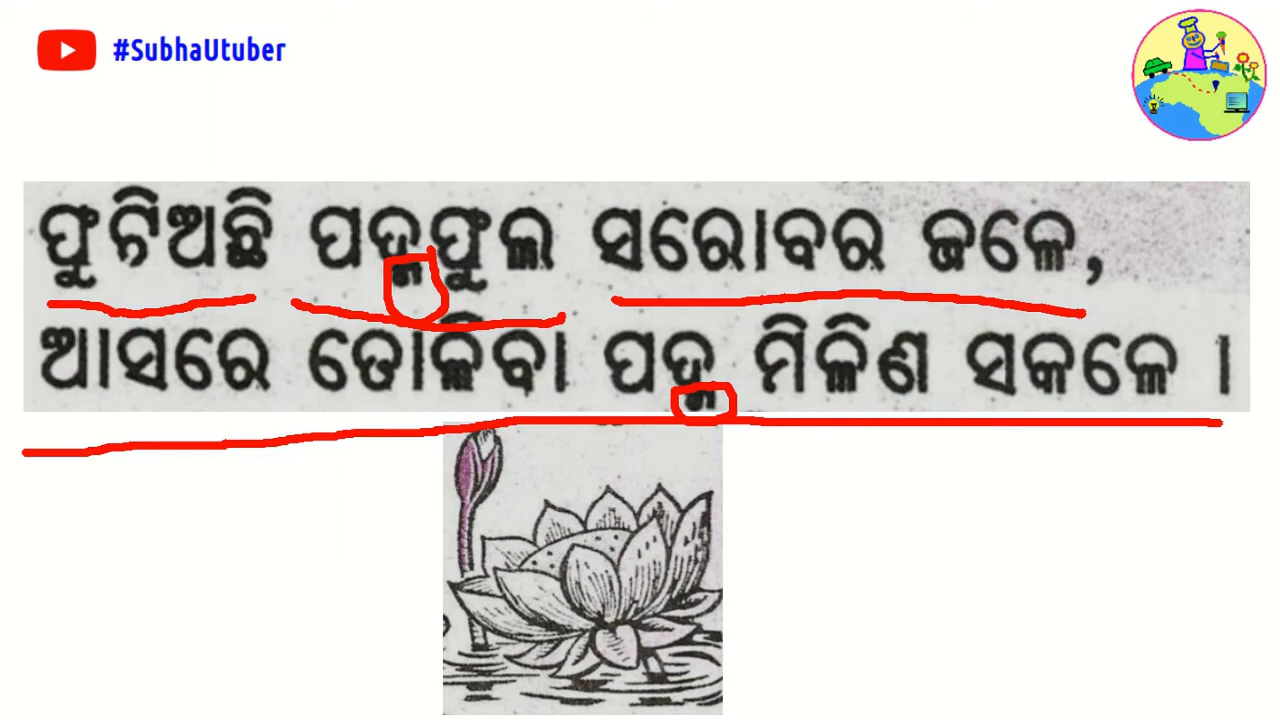 #SubhaUtuber
ଫୁଟିଅଛି ପଦ୍ମଫୁଲ ସରୋବର ଜଳେ,
ଆସରେ ତୋଳିବା ପଦ୍ମ ମିଳିଣ ସକଳେ ।